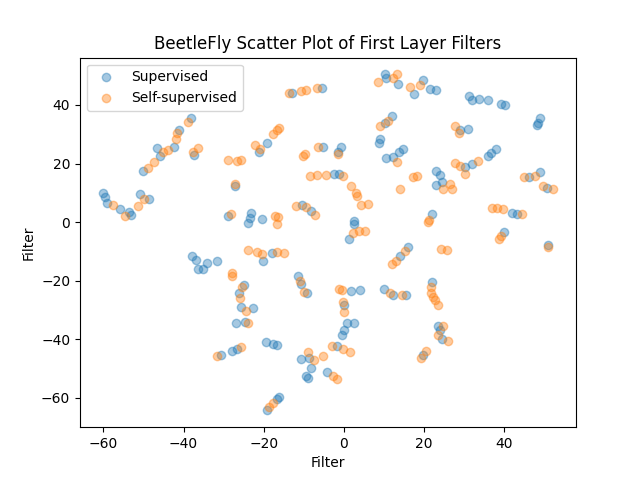 BeetleFly Scatter Plot of First Layer Filters
Supervised
Self-supervised
40
20
0
−20
−40
−60
Filter
−60 −40 −20 0 20 40
Filter